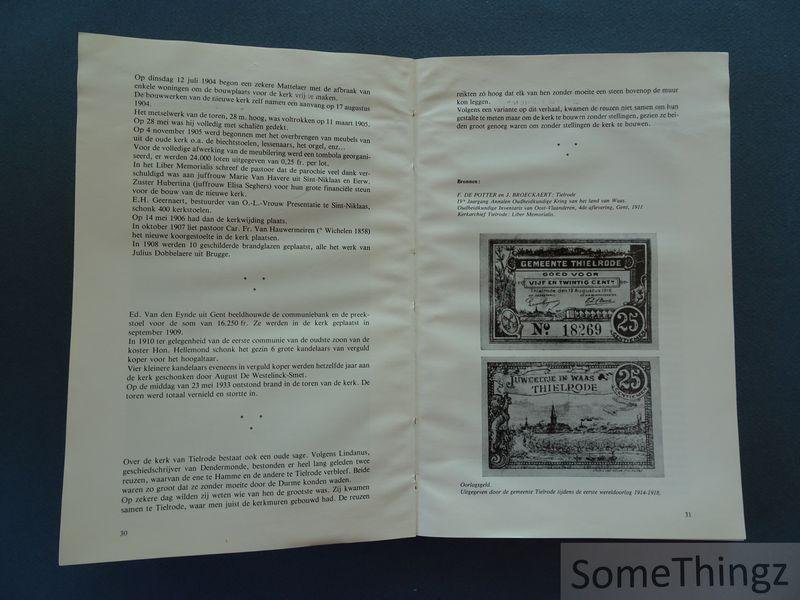 Op dinsdag 12 juli 1904 begon een zekere Mattelaer met de afbraak van
enkele woningen om de bouwplaats voor de kerk vrij te maken.
De bouwwerken van de nieuwe kerk zelf namen een aanvang op 17 augustus
1904.
Het metselwerk van de toren, 28 m. hoog, was voltrokken op 11 maart 1905.
Op 28 mei was hij volledig met schaliën gedekt.
Op 4 november 1905 werd begonnen met het overbrengen van meubels van
uit de oude kerk o.a. de biechtstoelen, lessenaars, het orgel, enz...
Voor de volledige afwerking van de meubilering werd een tombola georgani-
seerd, er werden 24.000 loten uitgegeven van 0,25 fr. per lot.
In het Liber Memorialis schreef de pastoor dat de parochie veel dank ver-
schuldigd was aan juffrouw Marie Van Havere uit Sint-Niklaas en Eerw.
Zuster Hubertina (juffrouw Elisa Seghers) voor hun grote financiële steun
voor de bouw van de nieuwe kerk.
E.H. Geernaert, bestuurder van O.-L.-Vrouw Presentatie te Sint-Niklaas,
schonk 400 kerkstoelen.
Op 14 mei 1906 had dan de kerkwijding plaats.
In oktober 1907 liet pastoor Car. Fr. Van Hauwermeiren (° Wichelen 1858)
het nieuwe koorgestoelte in de kerk plaatsen.
In 1908 werden 10 geschilderde brandglazen geplaatst, alle het werk van
Julius Dobbelaere uit Brugge.
* *
*
Ed. Van den Eynde uit Gent beeldhouwde de communiebank en de preek-
stoel voor de som van 16.250 fr. Ze werden in de kerk geplaatst in
september 1909.
In 1910 ter gelegenheid van de eerste communie van de oudste zoon van de
koster Hon. Hellemond schonk het gezin 6 grote kandelaars van verguld
koper voor het hoogaltaar.
Vier kleinere kandelaars eveneens in verguld koper werden hetzelfde jaar aan
de kerk geschonken door August De Westelinck-Smet.
Op de middag van 23 mei 1933 ontstond brand in de toren van de kerk. De
toren werd totaal vernield en stortte in.
* *
*
Over de kerk van Tielrode bestaat ook een oude sage. Volgens Lindanus,
geschiedschrijver van Dendermonde, bestonden er heel lang geleden twee
reuzen, waarvan de ene te Hamme en de andere te Tielrode verbleef. Beide
waren zo groot dat ze zonder moeite door de Durme konden waden.
Op zekere dag wilden zij weten wie van hen de grootste was. Zij kwamen
samen te Tielrode, waar men juist de kerkmuren gebouwd had. De reuzen
30
reikten zó hoog dat elk van hen zonder moeite een steen bovenop de muur
kon leggen.
Volgens een variante op dit verhaal, kwamen de reuzen niet samen om hun
gestalte te meten maar om de kerk te bouwen zonder stellingen, gezien ze bei-
den groot genoeg waren om zonder stellingen de kerk te bouwen.
* *
*
Bronnen :
F. DE POTTER en J. BROECKAERT: Tielrode
IVe Jaargang Annalen Oudheidkundige Kring van het land van Waas.
Oudheidkundige Inventaris van Oost-Vlaanderen, 4de aflevering, Gent, 1911
Kerkarchief Tielrode: Liber Memorialis.
GEMEENTE THIELRODE
GOED VOOR
VIJF EN TWINTIG CENTn
Thielrode den 13 Augustus 1918
No 18269
25
CENTIEMEN
JUWEELTJE IN WAAS
THIELRODE
25
CENTIEMEN
Oorlogsgeld.
Uitgegeven door de gemeente Tielrode tijdens de eerste wereldoorlog 1914-1918.
31
SomeThingz